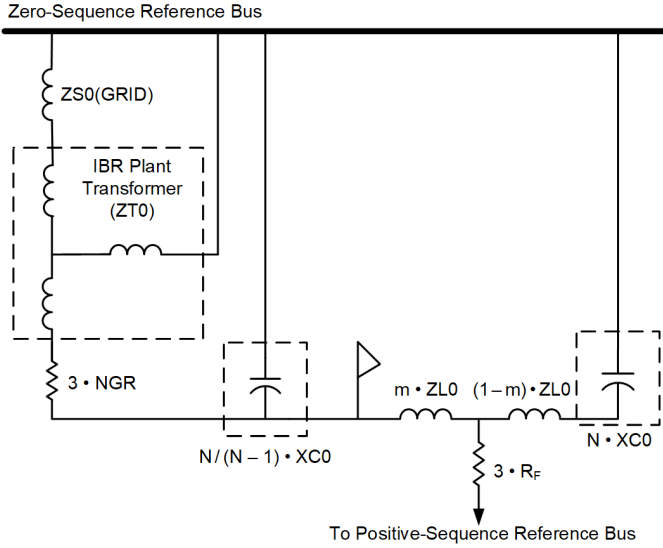 Zero-Sequence Reference Bus
ZS0(GRID)
IBR Plant
Transformer
(ZT0)
3 • NGR
m • ZL0 (1–m) • ZL0
N/(N – 1) • XC0
N • XC0
3 • RF
To Positive-Sequence Reference Bus